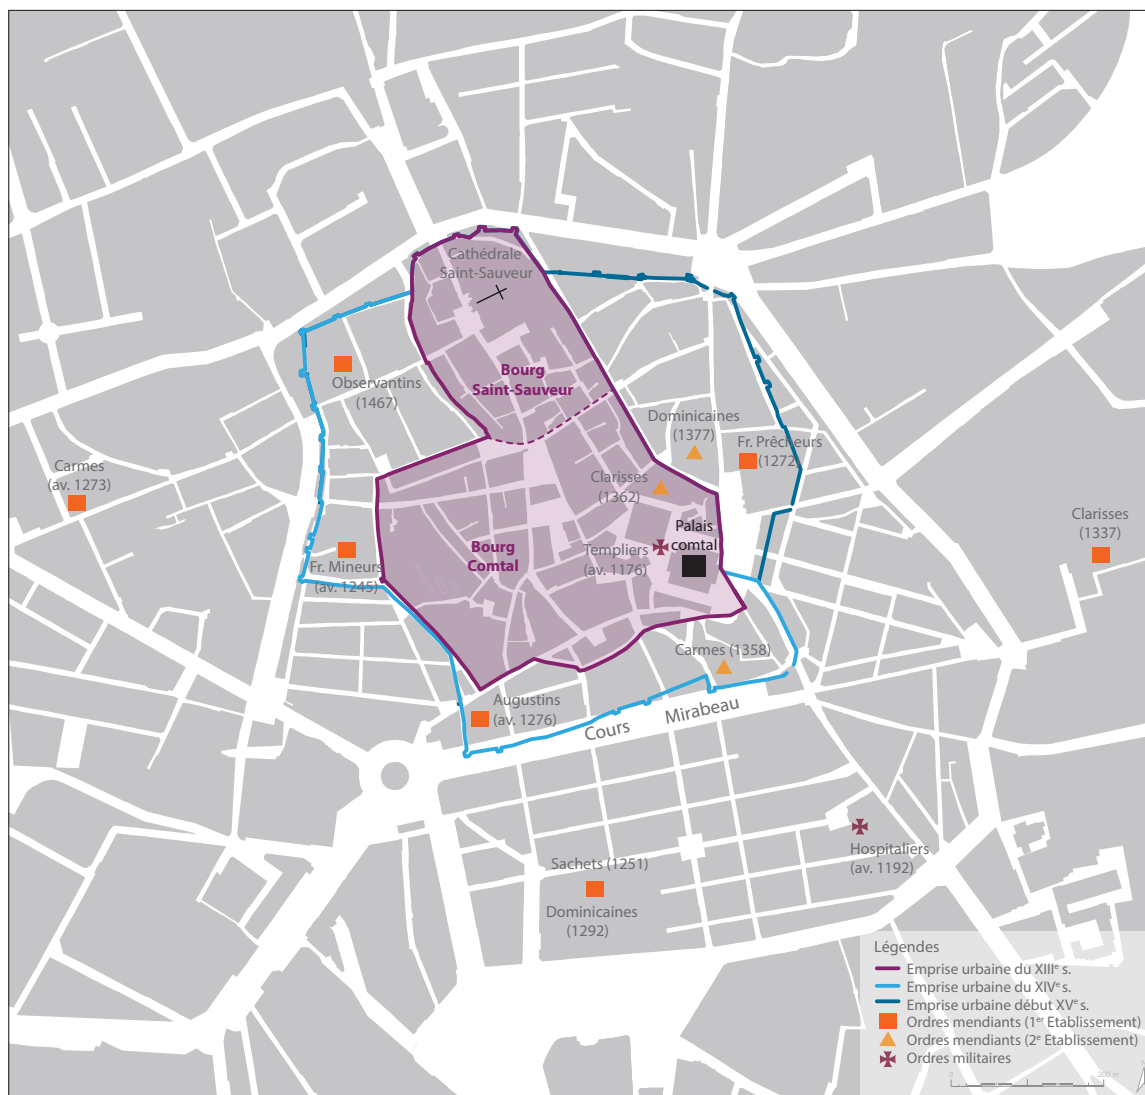 Cathédrale
Saint-Sauveur
Bourg
Saint-Sauveur
Observantins
(1467)
Dominicaines
(1377)
Fr. Prêcheurs
(1272)
Carmes
(av. 1273)
Clarisses
(1362)
Clarisses
(1337)
Palais
comtal
Templiers
(av. 1176)
Bourg
Comtal
Fr. Mineurs
(av. 1245)
Carmes (1358)
Augustins
(av. 1276)
Cours Mirabeau
Hospitaliers
(av. 1192)
Sachets (1251)
Dominicaines
(1292)
Légendes
Emprise urbaine du XIIIe s.
Emprise urbaine du XIVe s.
Emprise urbaine début XVe s.
Ordres mendiants (1er Etablissement)
Ordres mendiants (2e Etablissement)
Ordres militaires
0 200 m